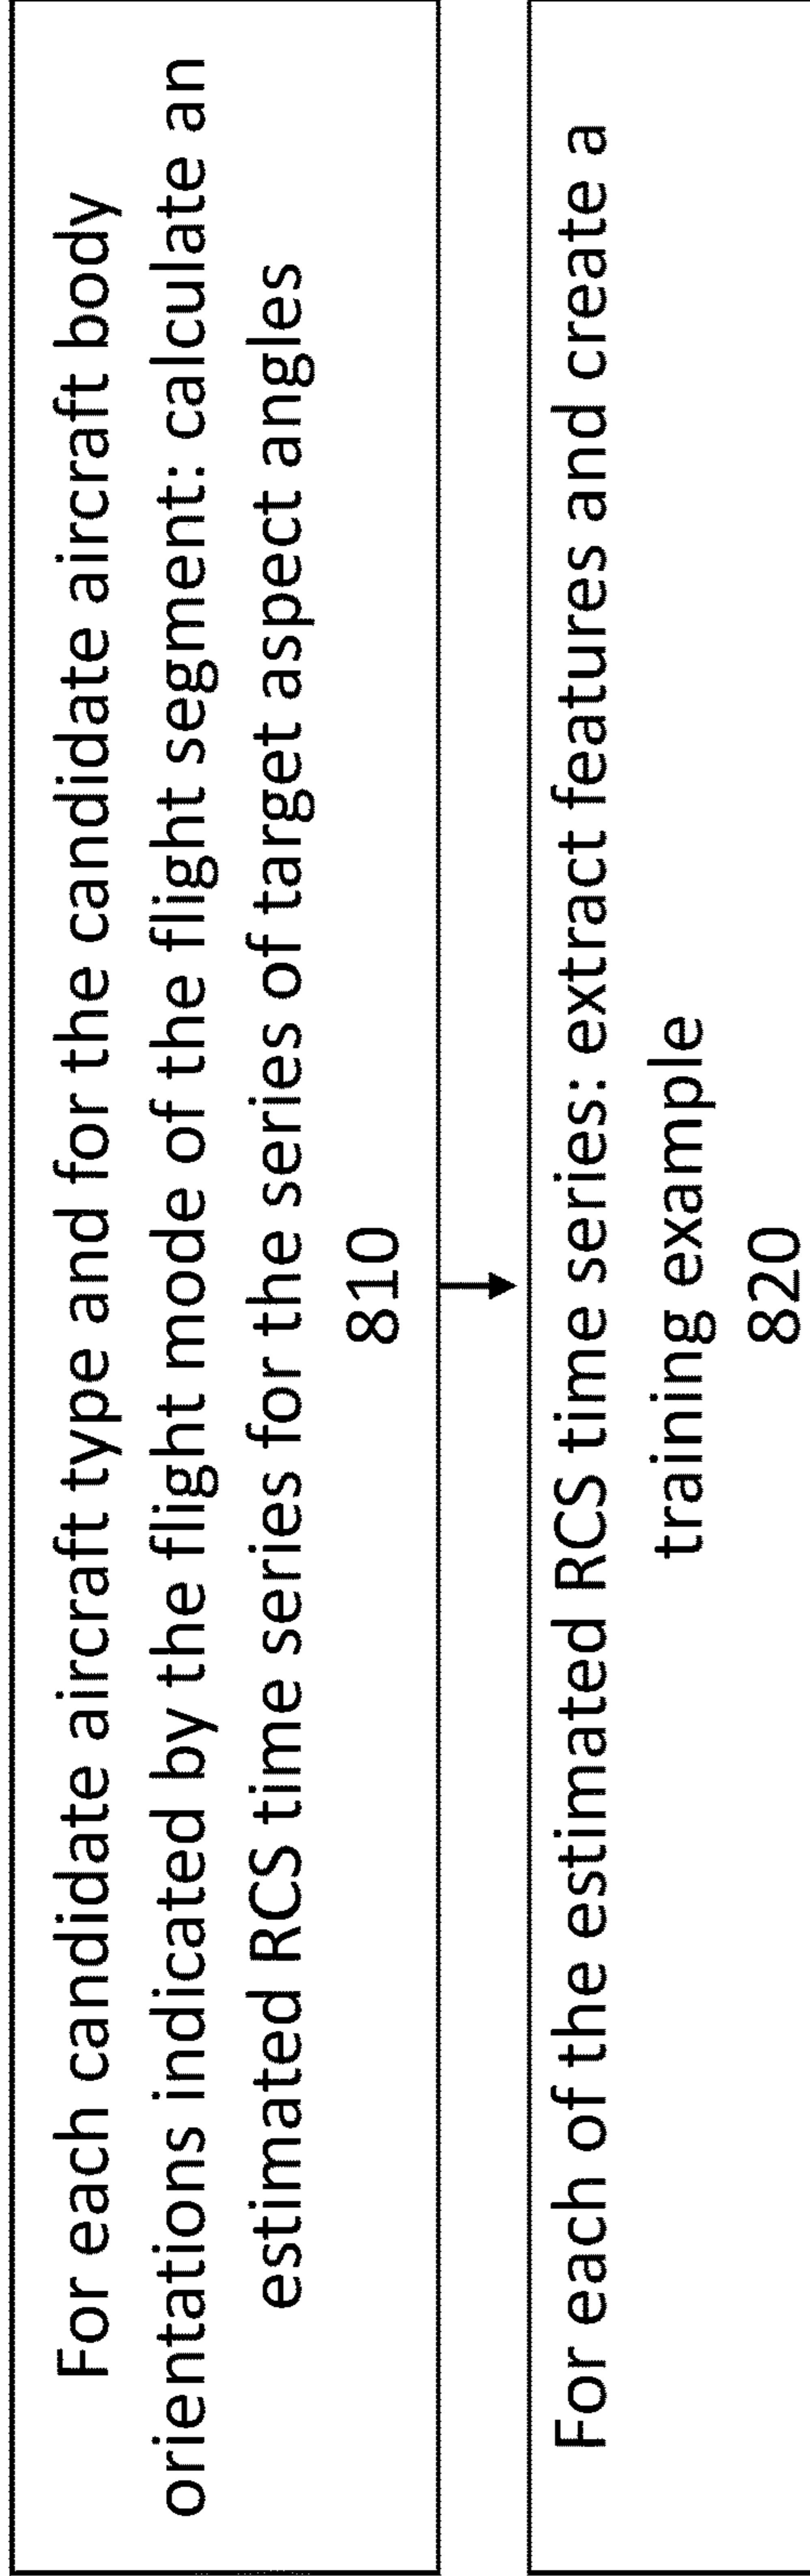 For each candidate aircraft type and for the candidate aircraft body
orientations indicated by the flight mode of the flight segment: calculate an
estimated RCS time series for the series of target aspect angles
810
For each of the estimated RCS time series: extract features and create a
training example
820